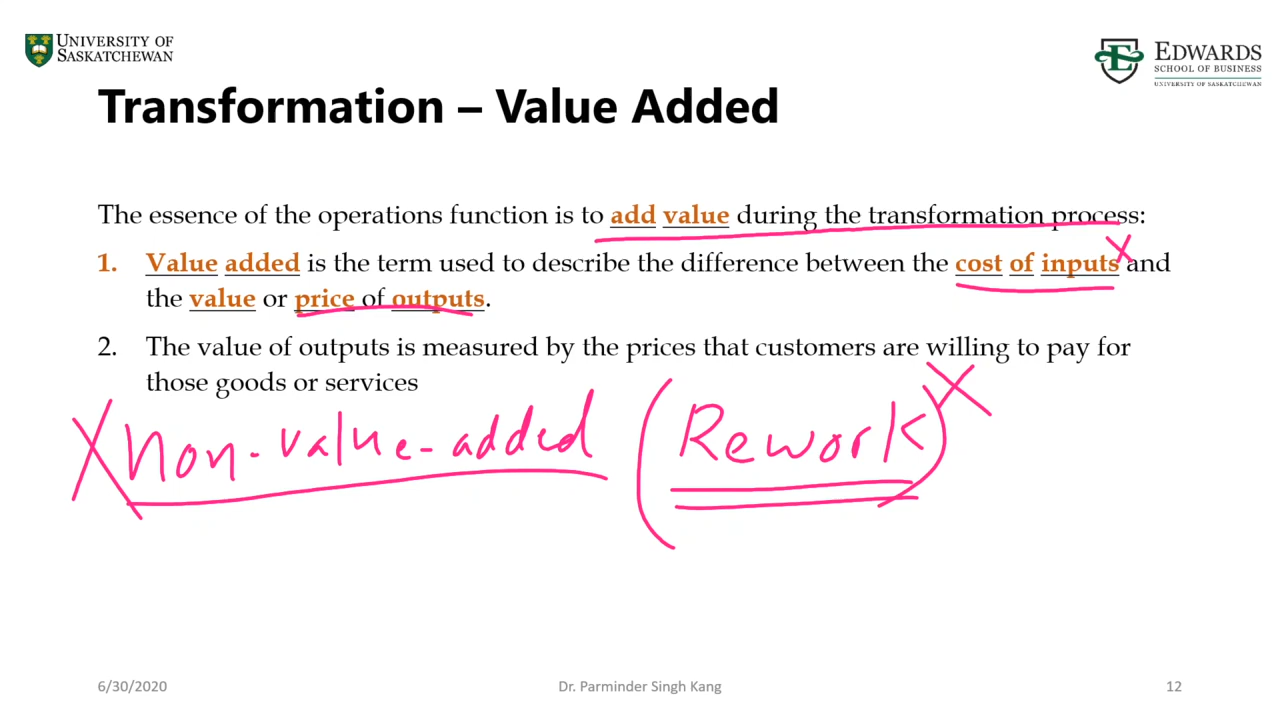 UNIVERSITY OF
SASKATCHEWAN
EDWARDS
SCHOOL OF BUSINESS
UNIVERSITY OF SASKATCHEWAN
Transformation – Value Added
The essence of the operations function is to add value during the transformation process:
1. Value added is the term used to describe the difference between the cost of inputs and
the value or price of outputs.
2. The value of outputs is measured by the prices that customers are willing to pay for
those goods or services
X non-value-added (Rework) X
6/30/2020
Dr. Parminder Singh Kang
12